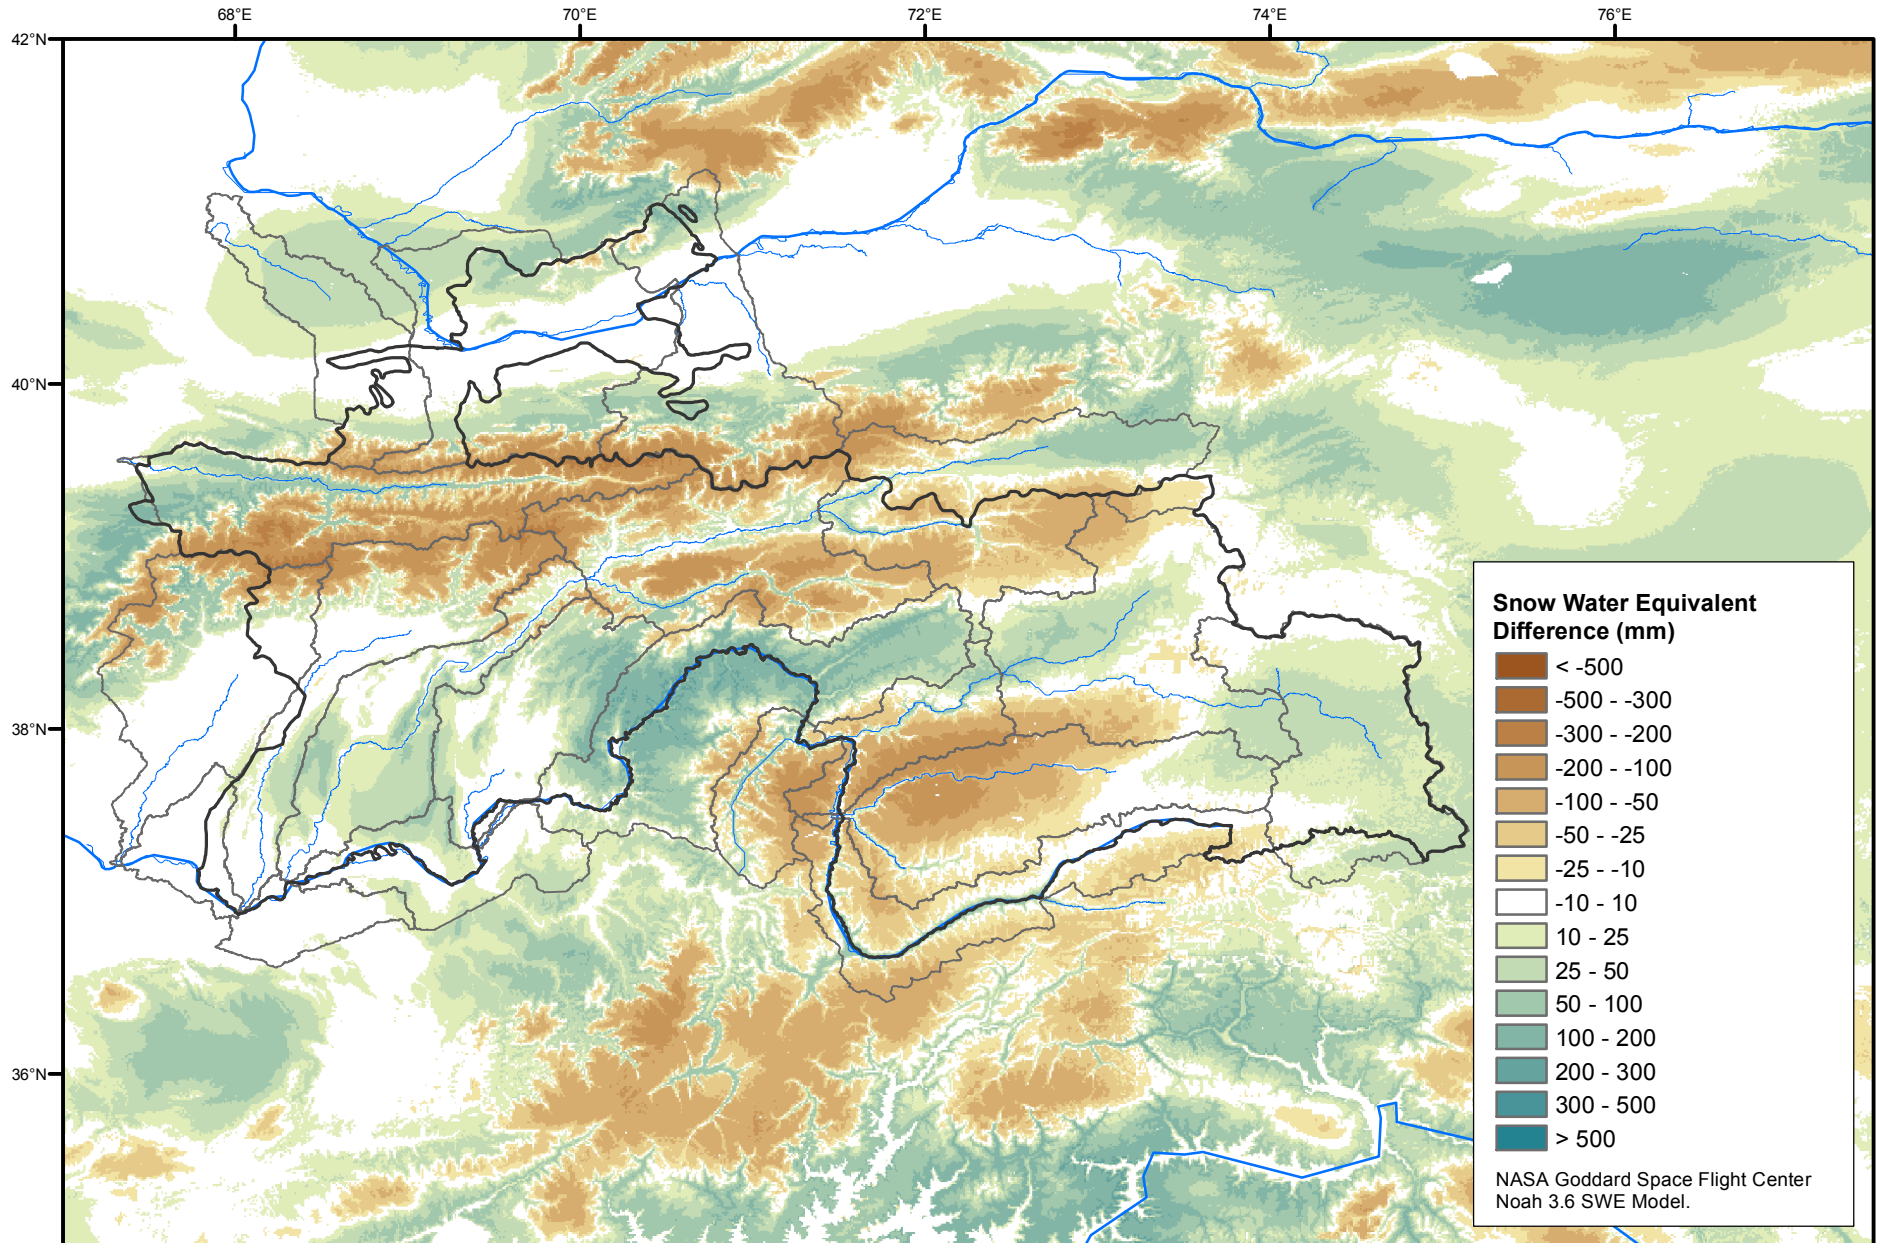 68°E 70°E 72°E 74°E 76°E
42°N
40°N
38°N
36°N
Snow Water Equivalent
Difference (mm)
< -500
-500 - -300
-300 - -200
-200 - -100
-100 - -50
-50 - -25
-25 - -10
-10 - 10
10 - 25
25 - 50
50 - 100
100 - 200
200 - 300
300 - 500
> 500
NASA Goddard Space Flight Center
Noah 3.6 SWE Model.